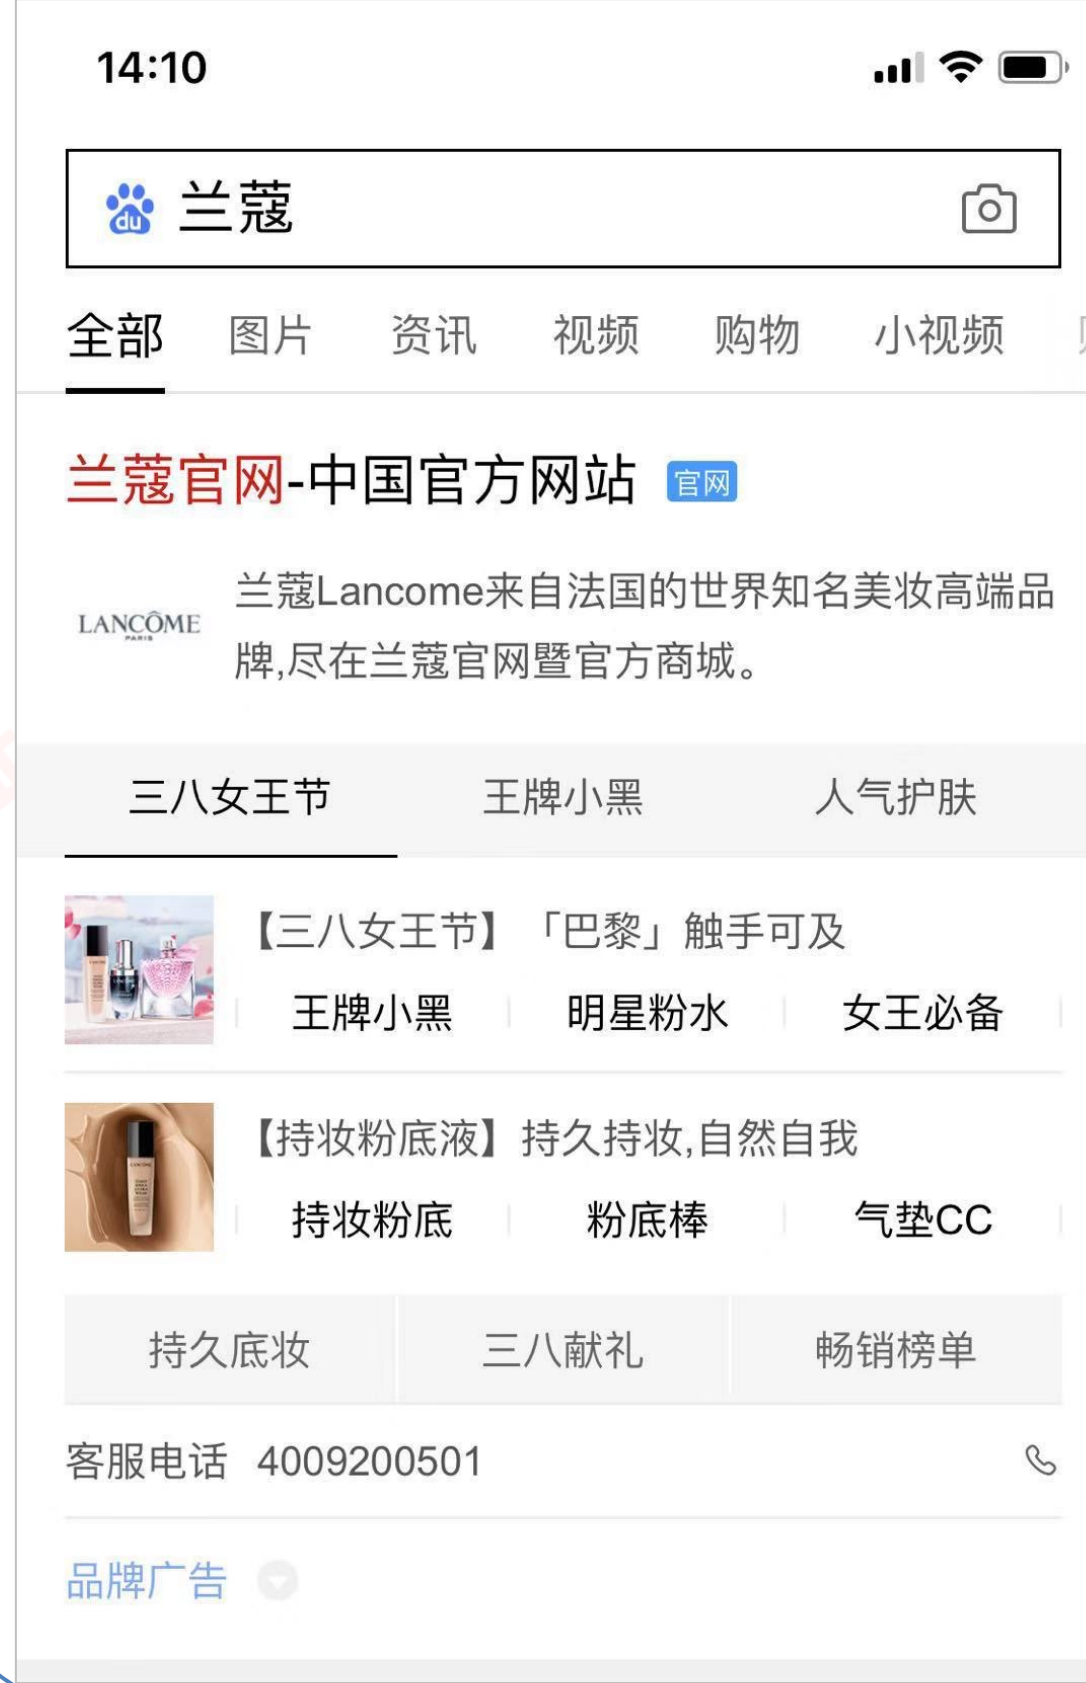 14:10
du 兰蔻
全部 图片 资讯 视频 购物 小视频
兰蔻官网-中国官方网站 官网
兰蔻Lancome来自法国的世界知名美妆高端品
LANCÔME
PARIS
牌,尽在兰蔻官网暨官方商城。
三八女王节 王牌小黑 人气护肤
【三八女王节】「巴黎」触手可及
王牌小黑 明星粉水 女王必备
【持妆粉底液】持久持妆,自然自我
持妆粉底 粉底棒 气垫CC
持久底妆 三八献礼 畅销榜单
客服电话 4009200501
品牌广告